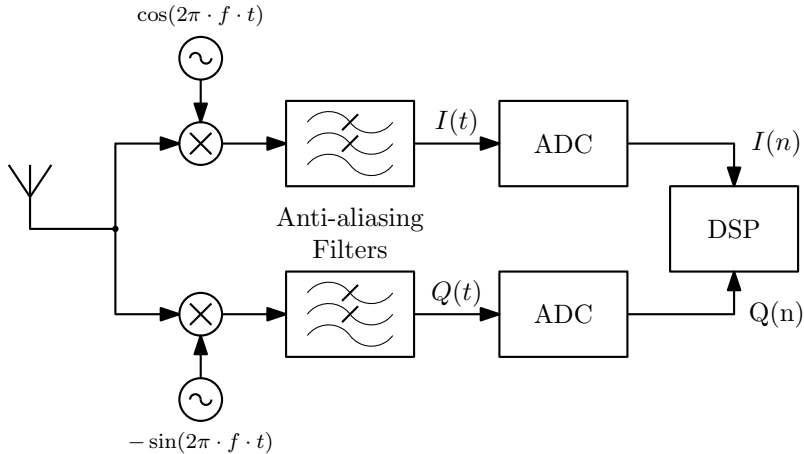 cos(2π · f · t)
I(t)
ADC
I(n)
Anti-aliasing
Filters
DSP
Q(t)
ADC
Q(n)
− sin(2π · f · t)